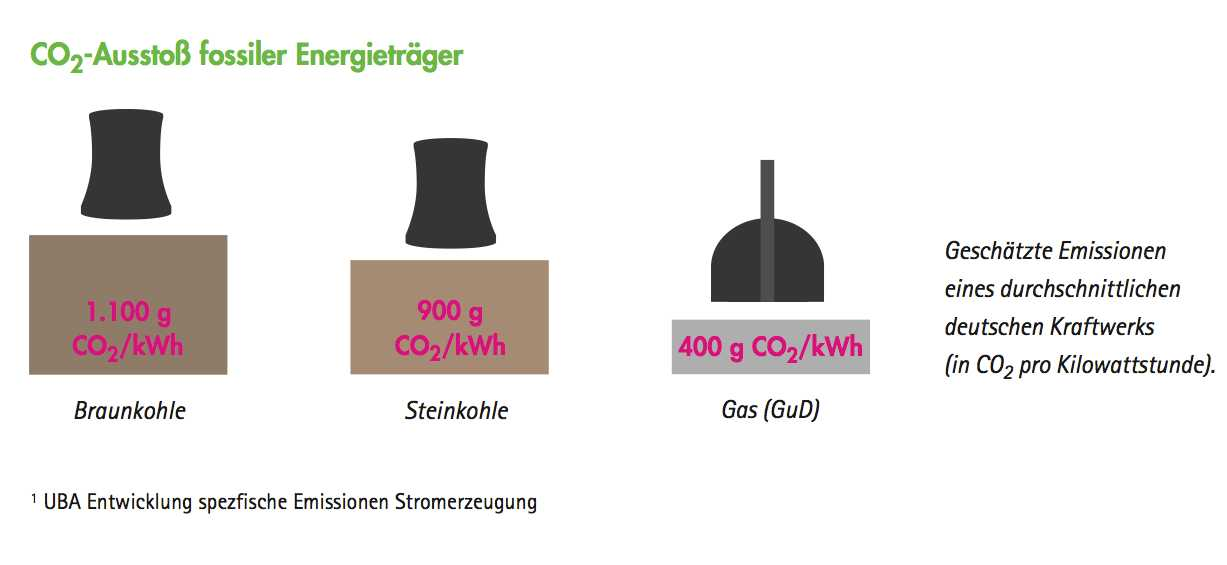 CO₂-Ausstoß fossiler Energieträger
1.100 g
CO₂/kWh
Braunkohle
900 g
CO₂/kWh
Steinkohle
400 g CO₂/kWh
Gas (GuD)
Geschätzte Emissionen
eines durchschnittlichen
deutschen Kraftwerks
(in CO₂ pro Kilowattstunde).
¹ UBA Entwicklung spezfische Emissionen Stromerzeugung